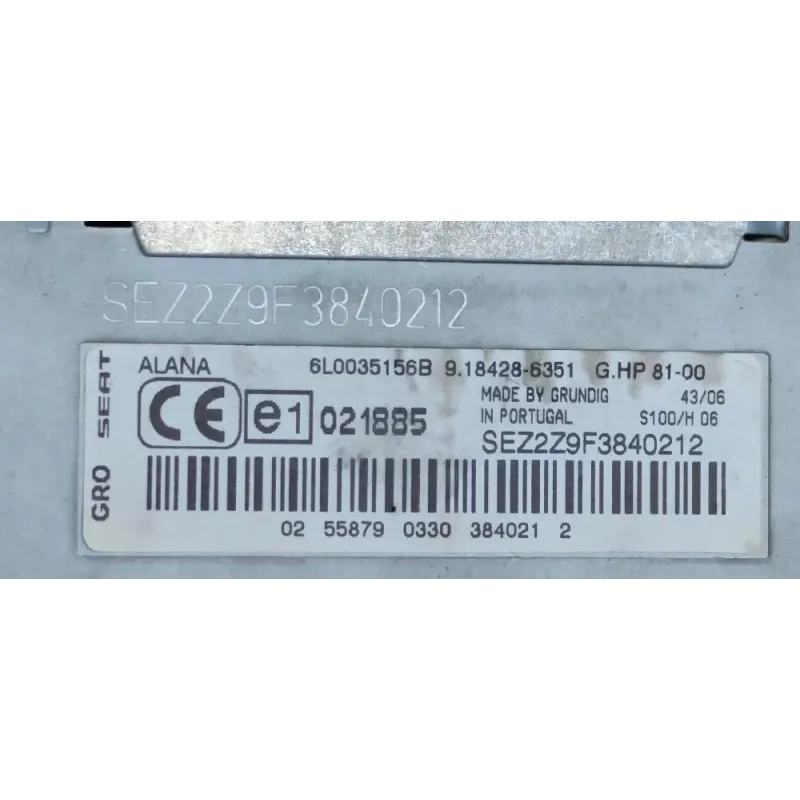 SEZ2Z9F3840212
GRO SEAT
ALANA 6L0035156B 9.18428-6351 G.HP 81-00
CE e1 021885 MADE BY GRUNDIG 43/06
IN PORTUGAL S100/H 06
SEZ2Z9F3840212
02 55879 0330 384021 2